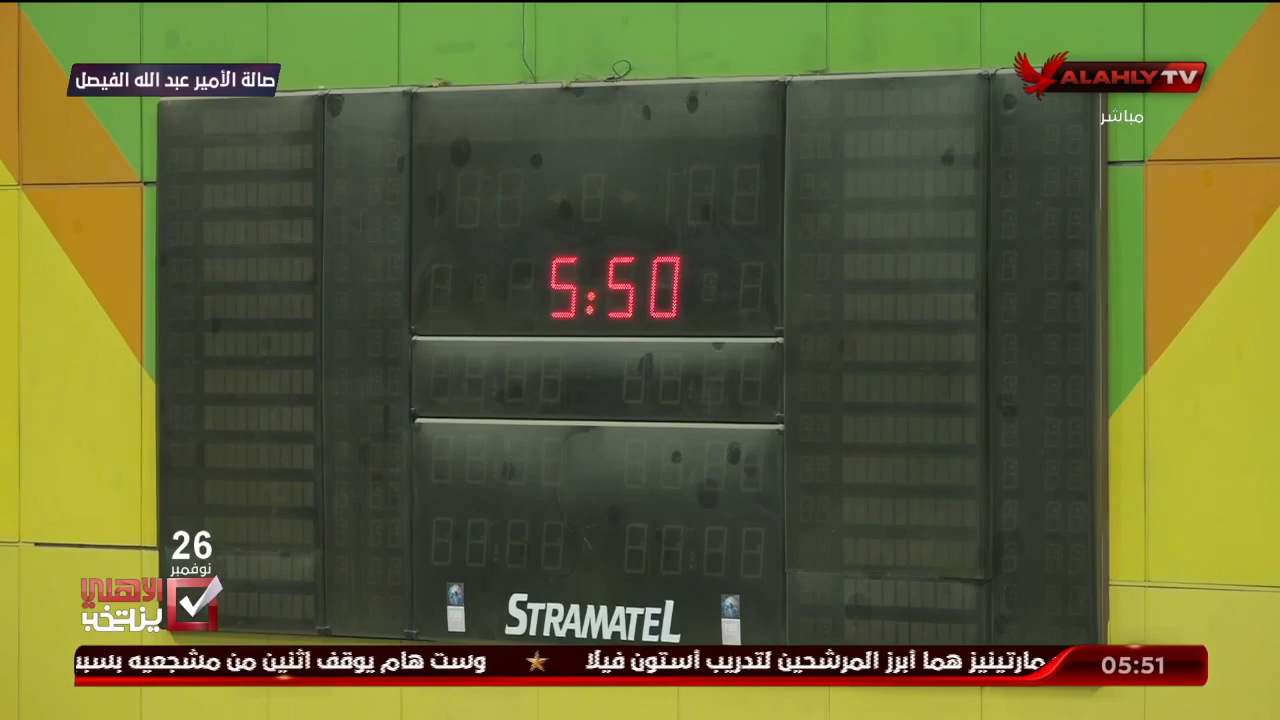 صالة الأمير عبد الله الفيصل
ALAHLY TV
مباشر
5:50
26
نوفمبر
الأهلي
ينتخب
STRAMATEL
مارتينيز هما أبرز المرشحين لتدريب أستون فيلا
وست هام يوقف اثنين من مشجعيه بسبب
05:51